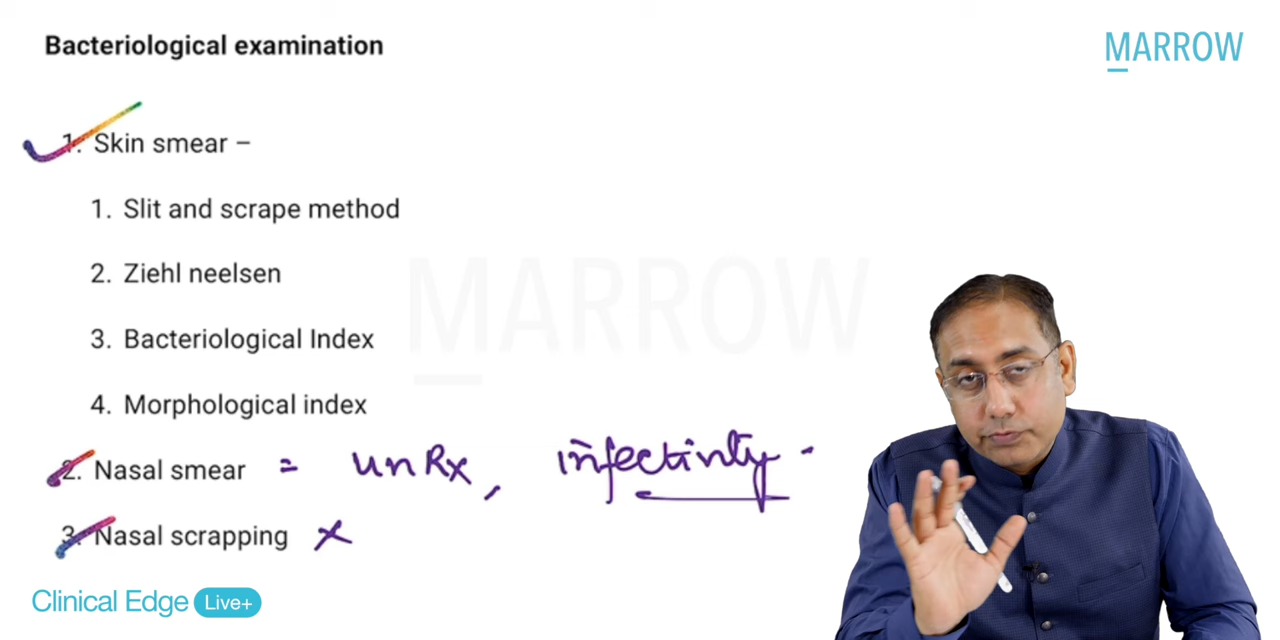 Bacteriological examination
MARROW
1. Skin smear –
1. Slit and scrape method
2. Ziehl neelsen
MARROW
3. Bacteriological Index
4. Morphological index
2. Nasal smear = unRx, infectivity
3. Nasal scrapping x
Clinical Edge Live+